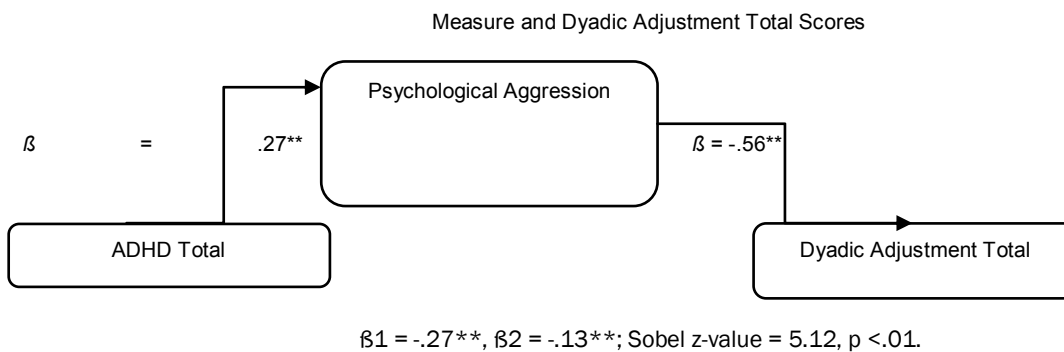 Measure and Dyadic Adjustment Total Scores
Psychological Aggression
ß = .27**
ß = -.56**
ADHD Total
Dyadic Adjustment Total
ß1 = -.27**, ß2 = -.13**; Sobel z-value = 5.12, p <.01.